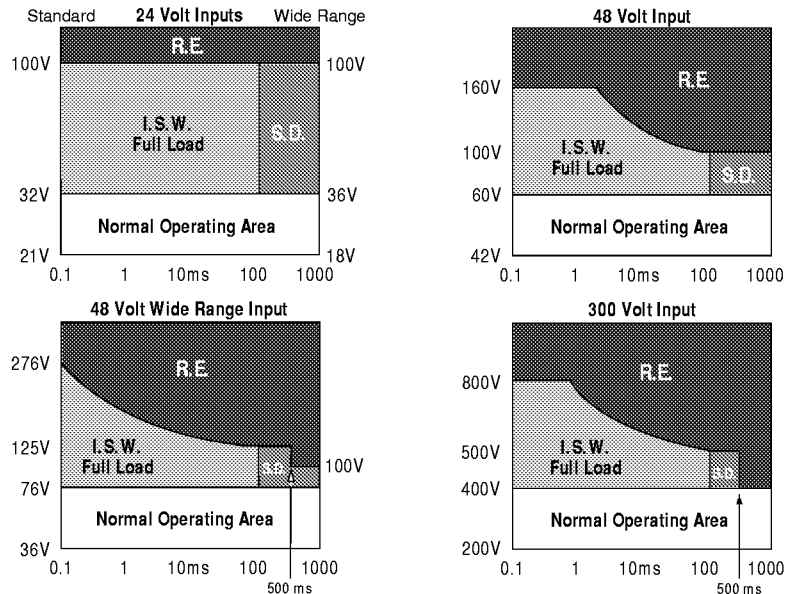 Standard 24 Volt Inputs Wide Range
R.E
100V 100V
I.S.W.
Full Load
S.D.
32V 36V
Normal Operating Area
21V 18V
0.1 1 10ms 100 1000
48 Volt Input
R.E
160V
I.S.W.
Full Load
100V
S.D.
60V
Normal Operating Area
42V
0.1 1 10ms 100 1000
48 Volt Wide Range Input
276V
R.E
125V
I.S.W.
Full Load
S.D.
100V
76V
Normal Operating Area
36V
0.1 1 10ms 100 1000
500 ms
300 Volt Input
800V
R.E
500V
I.S.W.
Full Load
S.D.
400V
Normal Operating Area
200V
0.1 1 10ms 100 1000
500 ms